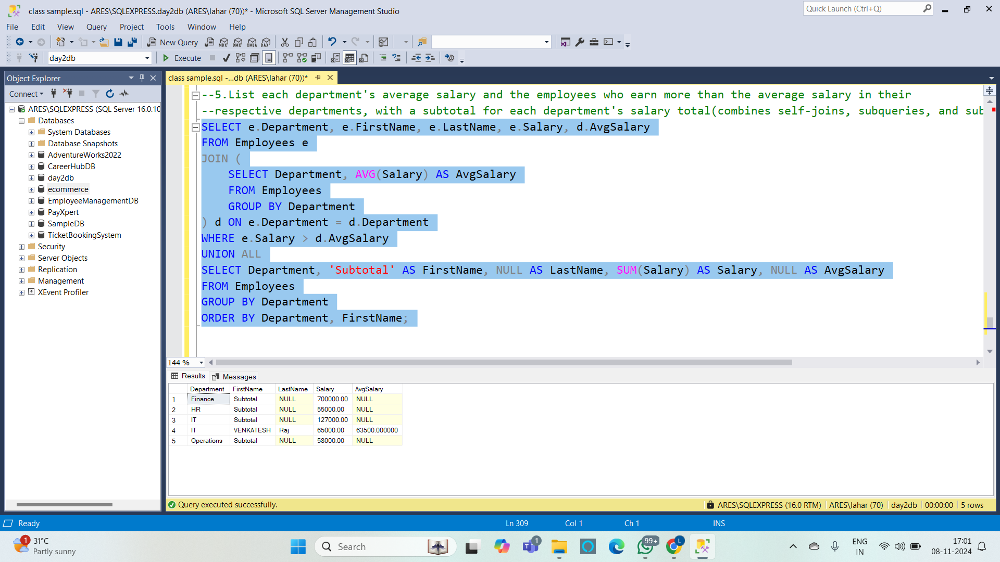 class sample.sql - ARES\SQLEXPRESS.day2db (ARES\lahar (70))* - Microsoft SQL Server Management Studio
Quick Launch (Ctrl+Q)
File Edit View Query Project Tools Window Help
New Query
MDX DMX XMLA DAX
day2db
Execute
Object Explorer
class sample.sql -...db (ARES\lahar (70))*
Connect
ARES\SQLEXPRESS (SQL Server 16.0.10
Databases
System Databases
Database Snapshots
AdventureWorks2022
CareerHubDB
day2db
ecommerce
EmployeeManagementDB
PayXpert
SampleDB
TicketBookingSystem
Security
Server Objects
Replication
Management
XEvent Profiler
--5.List each department's average salary and the employees who earn more than the average salary in their
--respective departments, with a subtotal for each department's salary total(combines self-joins, subqueries, and sub
SELECT e.Department, e.FirstName, e.LastName, e.Salary, d.AvgSalary
FROM Employees e
JOIN (
SELECT Department, AVG(Salary) AS AvgSalary
FROM Employees
GROUP BY Department
) d ON e.Department = d.Department
WHERE e.Salary > d.AvgSalary
UNION ALL
SELECT Department, 'Subtotal' AS FirstName, NULL AS LastName, SUM(Salary) AS Salary, NULL AS AvgSalary
FROM Employees
GROUP BY Department
ORDER BY Department, FirstName;
144 %
Results Messages
Department FirstName LastName Salary AvgSalary
1 Finance Subtotal NULL 700000.00 NULL
2 HR Subtotal NULL 55000.00 NULL
3 IT Subtotal NULL 127000.00 NULL
4 IT VENKATESH Raj 65000.00 63500.000000
5 Operations Subtotal NULL 58000.00 NULL
Query executed successfully.
ARES\SQLEXPRESS (16.0 RTM) ARES\lahar (70) day2db 00:00:00 5 rows
Ready Ln 309 Col 1 Ch 1 INS
1 31°C
Partly sunny
Search
1
99+
L
ENG
IN
17:01
08-11-2024